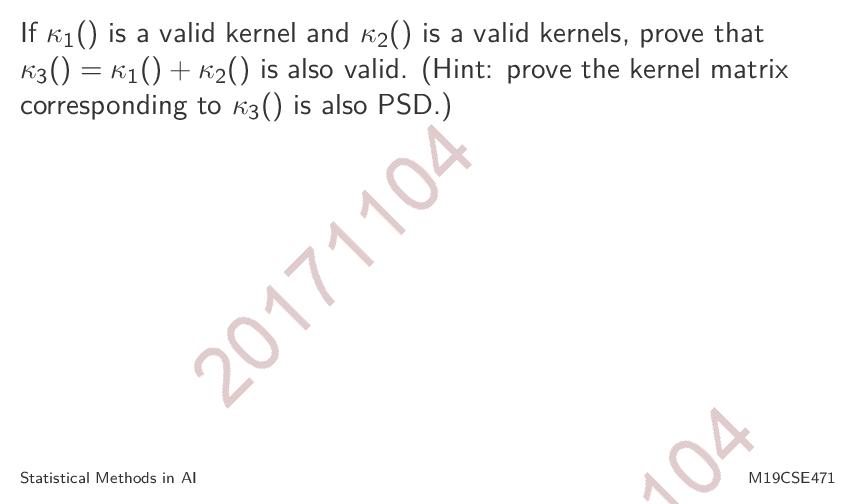 If κ₁() is a valid kernel and κ₂() is a valid kernels, prove that
κ₃() = κ₁() + κ₂() is also valid. (Hint: prove the kernel matrix
corresponding to κ₃() is also PSD.)
20171104
104
Statistical Methods in AI
M19CSE471